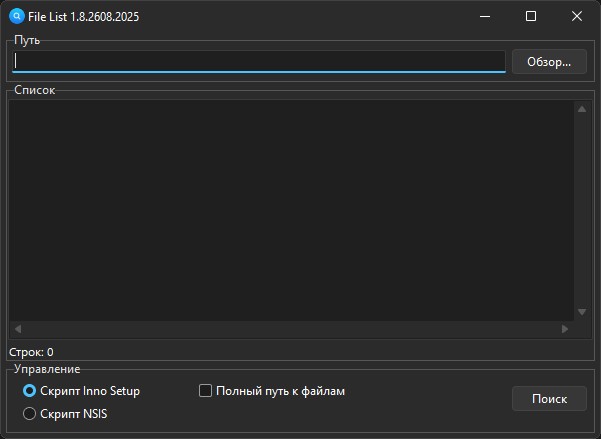 File List 1.8.2608.2025
Путь
Обзор...
Список
Строк: 0
Управление
Скрипт Inno Setup
Полный путь к файлам
Поиск
Скрипт NSIS